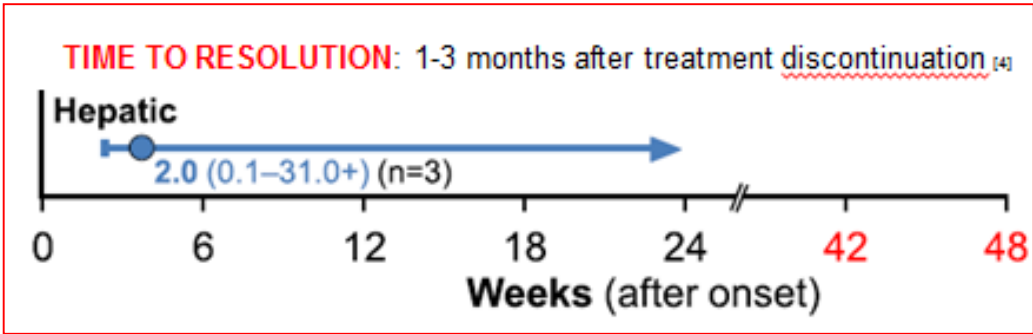 TIME TO RESOLUTION: 1-3 months after treatment discontinuation [4]
Hepatic
2.0 (0.1–31.0+) (n=3)
0 6 12 18 24 42 48
Weeks (after onset)